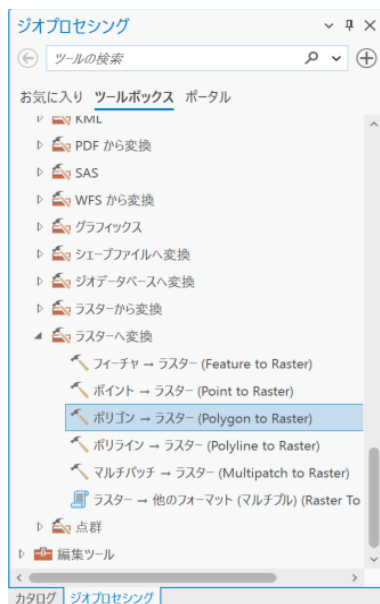 ジオプロセシング
ツールの検索
お気に入り ツールボックス ポータル
KML
PDF から変換
SAS
WFS から変換
グラフィックス
シェープファイルへ変換
ジオデータベースへ変換
ラスターから変換
ラスターへ変換
フィーチャ → ラスター (Feature to Raster)
ポイント → ラスター (Point to Raster)
ポリゴン → ラスター (Polygon to Raster)
ポリライン → ラスター (Polyline to Raster)
マルチパッチ → ラスター (Multipatch to Raster)
ラスター → 他のフォーマット (マルチプル) (Raster To
点群
編集ツール
カタログ ジオプロセシング